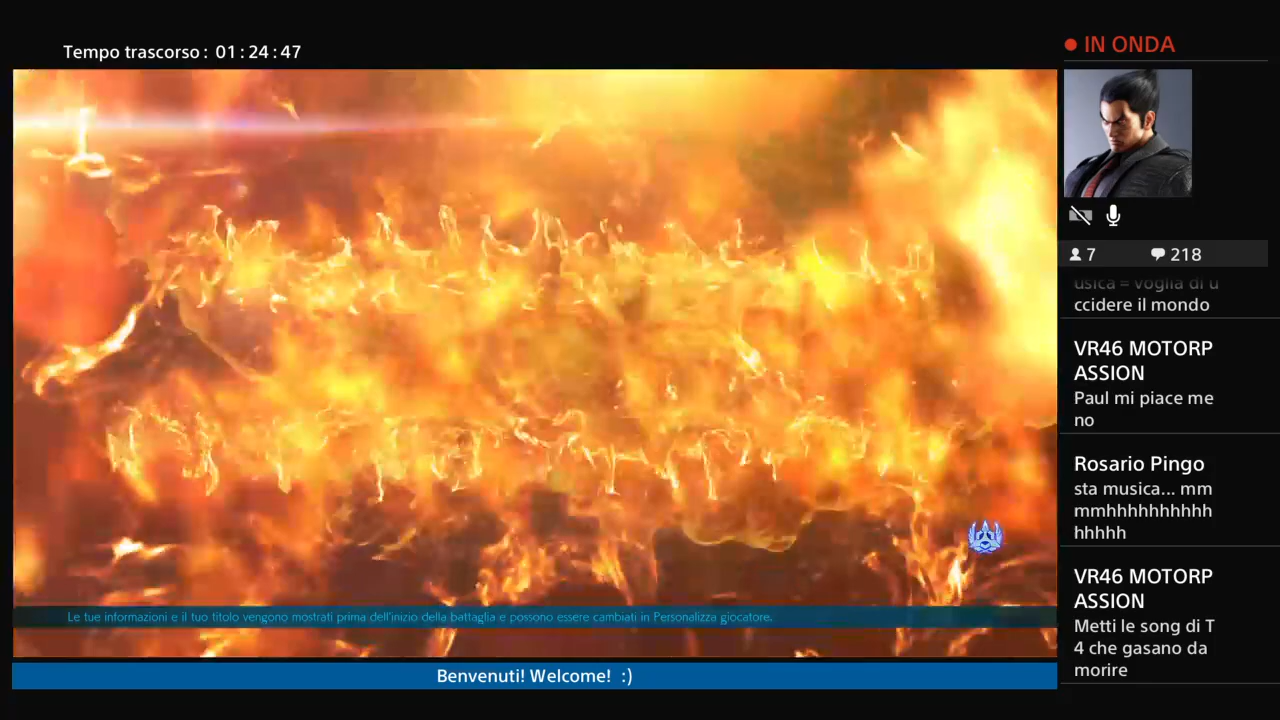 Tempo trascorso: 01:24:47
IN ONDA
7 218
usica = voglia di u
ccidere il mondo
VR46 MOTORP
ASSION
Paul mi piace me
no
Rosario Pingo
sta musica... mm
mmhhhhhhhhhh
hhhhh
VR46 MOTORP
ASSION
Metti le song di T
4 che gasano da
morire
Le tue informazioni e il tuo titolo vengono mostrati prima dell'inizio della battaglia e possono essere cambiati in Personalizza giocatore.
Benvenuti! Welcome! :)